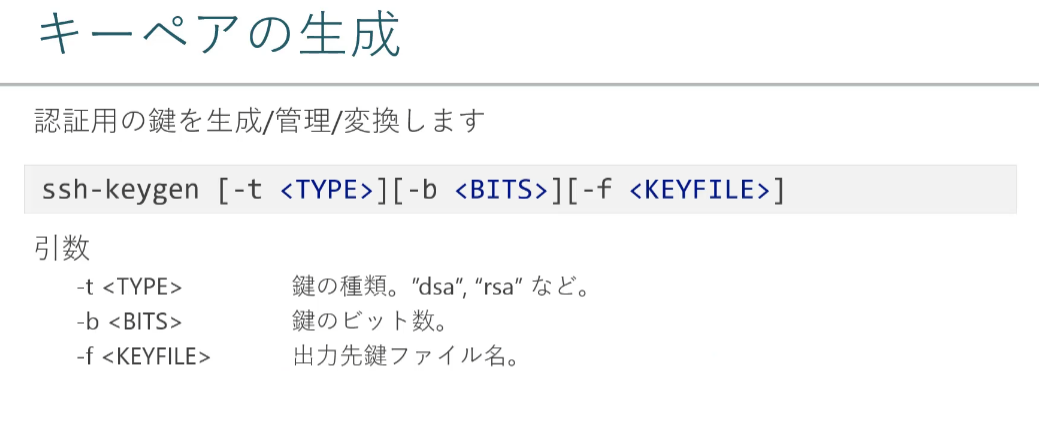 キーペアの生成
認証用の鍵を生成/管理/変換します
ssh-keygen [-t <TYPE>][-b <BITS>][-f <KEYFILE>]
引数
-t <TYPE> 鍵の種類。”dsa”, “rsa” など。
-b <BITS> 鍵のビット数。
-f <KEYFILE> 出力先鍵ファイル名。